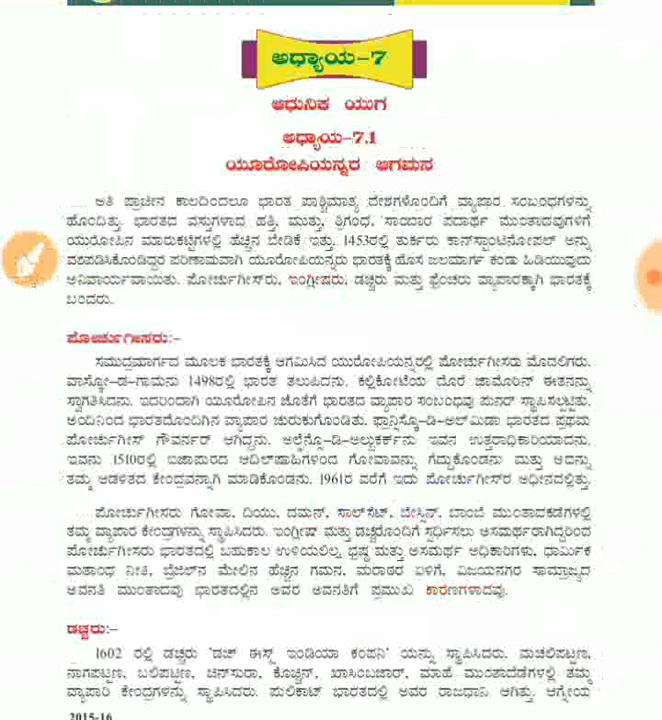 ಅಧ್ಯಾಯ-7
ಆಧುನಿಕ ಯುಗ
ಅಧ್ಯಾಯ-7.1
ಯೂರೋಪಿಯನ್ನರ ಆಗಮನ
ಅತಿ ಪ್ರಾಚೀನ ಕಾಲದಿಂದಲೂ ಭಾರತ ಪಾಶ್ಚಿಮಾತ್ಯ ದೇಶಗಳೊಂದಿಗೆ ವ್ಯಾಪಾರ ಸಂಬಂಧಗಳನ್ನು
ಹೊಂದಿತ್ತು. ಭಾರತದ ವಸ್ತುಗಳಾದ ಹತ್ತಿ, ಮುತ್ತು, ಶ್ರೀಗಂಧ, ಸಾಂಬಾರ ಪದಾರ್ಥ ಮುಂತಾದವುಗಳಿಗೆ
ಯುರೋಪಿನ ಮಾರುಕಟ್ಟೆಗಳಲ್ಲಿ ಹೆಚ್ಚಿನ ಬೇಡಿಕೆ ಇತ್ತು. 1453ರಲ್ಲಿ ತುರ್ಕರು ಕಾನ್‌ಸ್ಟಾಂಟಿನೋಪಲ್ ಅನ್ನು
ವಶಪಡಿಸಿಕೊಂಡಿದ್ದರ ಪರಿಣಾಮವಾಗಿ ಯೂರೋಪಿಯನ್ನರು ಭಾರತಕ್ಕೆ ಹೊಸ ಜಲಮಾರ್ಗ ಕಂಡು ಹಿಡಿಯುವುದು
ಅನಿವಾರ್ಯವಾಯಿತು. ಪೋರ್ಚುಗೀಸ್‌ರು, ಇಂಗ್ಲೀಷರು, ಡಚ್ಚರು ಮತ್ತು ಫ್ರೆಂಚರು ವ್ಯಾಪಾರಕ್ಕಾಗಿ ಭಾರತಕ್ಕೆ
ಬಂದರು.
ಪೋರ್ಚುಗೀಸರು:-
ಸಮುದ್ರಮಾರ್ಗದ ಮೂಲಕ ಭಾರತಕ್ಕೆ ಆಗಮಿಸಿದ ಯುರೋಪಿಯನ್ನರಲ್ಲಿ ಪೋರ್ಚುಗೀಸರು ಮೊದಲಿಗರು.
ವಾಸ್ಕೋ-ಡ-ಗಾಮನು 1498ರಲ್ಲಿ ಭಾರತ ತಲುಪಿದನು. ಕಲ್ಲಿಕೋಟೆಯ ದೊರೆ ಜಾಮೊರಿನ್ ಈತನನ್ನು
ಸ್ವಾಗತಿಸಿದನು. ಇದರಿಂದಾಗಿ ಯೂರೋಪಿನ ಜೊತೆಗೆ ಭಾರತದ ವ್ಯಾಪಾರ ಸಂಬಂಧವು ಪುನರ್ ಸ್ಥಾಪಿಸಲ್ಪಟ್ಟಿತು.
ಅಂದಿನಿಂದ ಭಾರತದೊಂದಿಗಿನ ವ್ಯಾಪಾರ ಚುರುಕುಗೊಂಡಿತು. ಫ್ರಾನ್ಸಿಸ್ಕೊ-ಡಿ-ಅಲ್‌ಮಿಡಾ ಭಾರತದ ಪ್ರಥಮ
ಪೋರ್ಚುಗೀಸ್ ಗೌವರ್ನರ್ ಆಗಿದ್ದನು. ಅಲ್ಫೆನ್ಸೊ-ಡಿ-ಅಲ್ಬುಕರ್ಕ್‌ನು ಇವನ ಉತ್ತರಾಧಿಕಾರಿಯಾದನು.
ಇವನು 1510ರಲ್ಲಿ ಬಿಜಾಪುರದ ಆದಿಲ್‌ಷಾಹಿಗಳಿಂದ ಗೋವಾವನ್ನು ಗೆದ್ದುಕೊಂಡನು ಮತ್ತು ಅದನ್ನು
ತಮ್ಮ ಆಡಳಿತದ ಕೇಂದ್ರವನ್ನಾಗಿ ಮಾಡಿಕೊಂಡನು. 1961ರ ವರೆಗೆ ಇದು ಪೋರ್ಚುಗೀಸ್‌ರ ಅಧೀನದಲ್ಲಿತ್ತು.
ಪೋರ್ಚುಗೀಸರು ಗೋವಾ, ದಿಯು, ದಮನ್, ಸಾಲ್‌ಸೆಟ್, ಬೇಸ್ಸಿನ್, ಬಾಂಬೆ ಮುಂತಾದಕಡೆಗಳಲ್ಲಿ
ತಮ್ಮ ವ್ಯಾಪಾರ ಕೇಂದ್ರಗಳನ್ನು ಸ್ಥಾಪಿಸಿದರು. ಇಂಗ್ಲೀಷ್ ಮತ್ತು ಡಚ್ಚರೊಂದಿಗೆ ಸ್ಪರ್ಧಿಸಲು ಅಸಮರ್ಥರಾಗಿದ್ದರಿಂದ
ಪೋರ್ಚುಗೀಸರು ಭಾರತದಲ್ಲಿ ಬಹುಕಾಲ ಉಳಿಯಲಿಲ್ಲ. ಭ್ರಷ್ಟ ಮತ್ತು ಅಸಮರ್ಥ ಅಧಿಕಾರಿಗಳು, ಧಾರ್ಮಿಕ
ಮತಾಂಧ ನೀತಿ, ಬ್ರೆಜಿಲ್‌ನ ಮೇಲಿನ ಹೆಚ್ಚಿನ ಗಮನ, ಮರಾಠರ ಏಳಿಗೆ, ವಿಜಯನಗರ ಸಾಮ್ರಾಜ್ಯದ
ಅವನತಿ ಮುಂತಾದವು ಭಾರತದಲ್ಲಿನ ಅವರ ಅವನತಿಗೆ ಪ್ರಮುಖ ಕಾರಣಗಳಾದವು.
ಡಚ್ಚರು:-
1602 ರಲ್ಲಿ ಡಚ್ಚರು 'ಡಚ್ ಈಸ್ಟ್ ಇಂಡಿಯಾ ಕಂಪನಿ' ಯನ್ನು ಸ್ಥಾಪಿಸಿದರು. ಮಚಲಿಪಟ್ಟಣ,
ನಾಗಪಟ್ಟಣ, ಬಲಿಪಟ್ಟಣ, ಚಿನ್‌ಸುರಾ, ಕೊಚ್ಚಿನ್, ಖಾಸಿಂಬಜಾರ್, ಮಾಹೆ ಮುಂತಾದೆಡೆಗಳಲ್ಲಿ ತಮ್ಮ
ವ್ಯಾಪಾರಿ ಕೇಂದ್ರಗಳನ್ನು ಸ್ಥಾಪಿಸಿದರು. ಪುಲಿಕಾಟ್ ಭಾರತದಲ್ಲಿ ಅವರ ರಾಜಧಾನಿ ಆಗಿತ್ತು. ಆಗ್ನೇಯ
2015-16